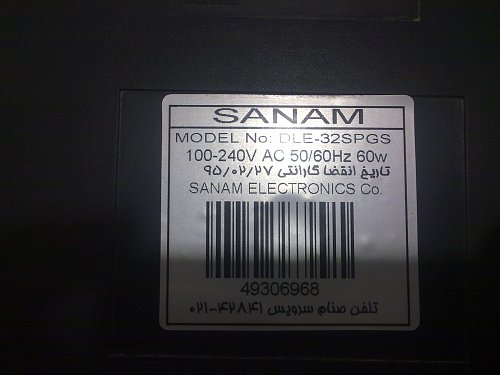 SANAM
MODEL No: DLE-32SPGS
100-240V AC 50/60Hz 60w
تاریخ انقضا گارانتی ۹۵/۰۲/۲۷
SANAM ELECTRONICS Co.
49306968
تلفن صنام سرویس ۴۲۸۴۱-۰۲۱